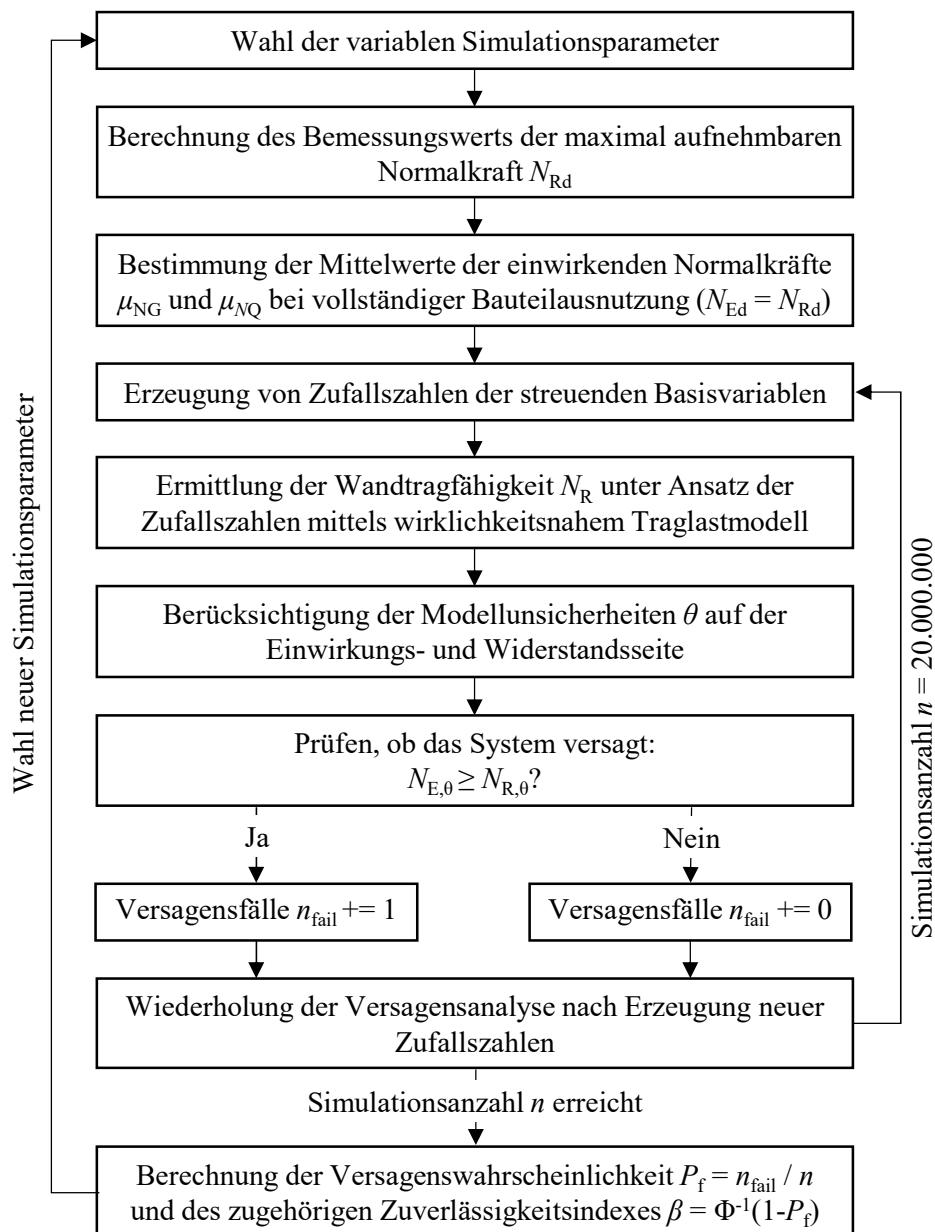 Wahl der variablen Simulationsparameter
Berechnung des Bemessungswerts der maximal aufnehmbaren
Normalkraft N_Rd
Bestimmung der Mittelwerte der einwirkenden Normalkräfte
μ_NG und μ_NQ bei vollständiger Bauteilausnutzung (N_Ed = N_Rd)
Erzeugung von Zufallszahlen der streuenden Basisvariablen
Ermittlung der Wandtragfähigkeit N_R unter Ansatz der
Zufallszahlen mittels wirklichkeitsnahem Traglastmodell
Berücksichtigung der Modellunsicherheiten θ auf der
Einwirkungs- und Widerstandsseite
Prüfen, ob das System versagt:
N_E,θ ≥ N_R,θ?
Ja
Nein
Versagensfälle n_fail += 1
Versagensfälle n_fail += 0
Wiederholung der Versagensanalyse nach Erzeugung neuer
Zufallszahlen
Simulationsanzahl n erreicht
Berechnung der Versagenswahrscheinlichkeit P_f = n_fail / n
und des zugehörigen Zuverlässigkeitsindexes β = Φ⁻¹(1-P_f)
Wahl neuer Simulationsparameter
Simulationsanzahl n = 20.000.000